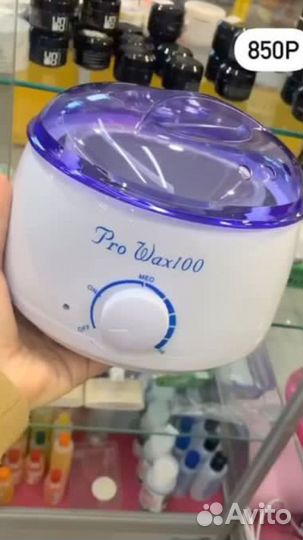 850Р
Pro Wax100
MED
ON
OFF
Avito